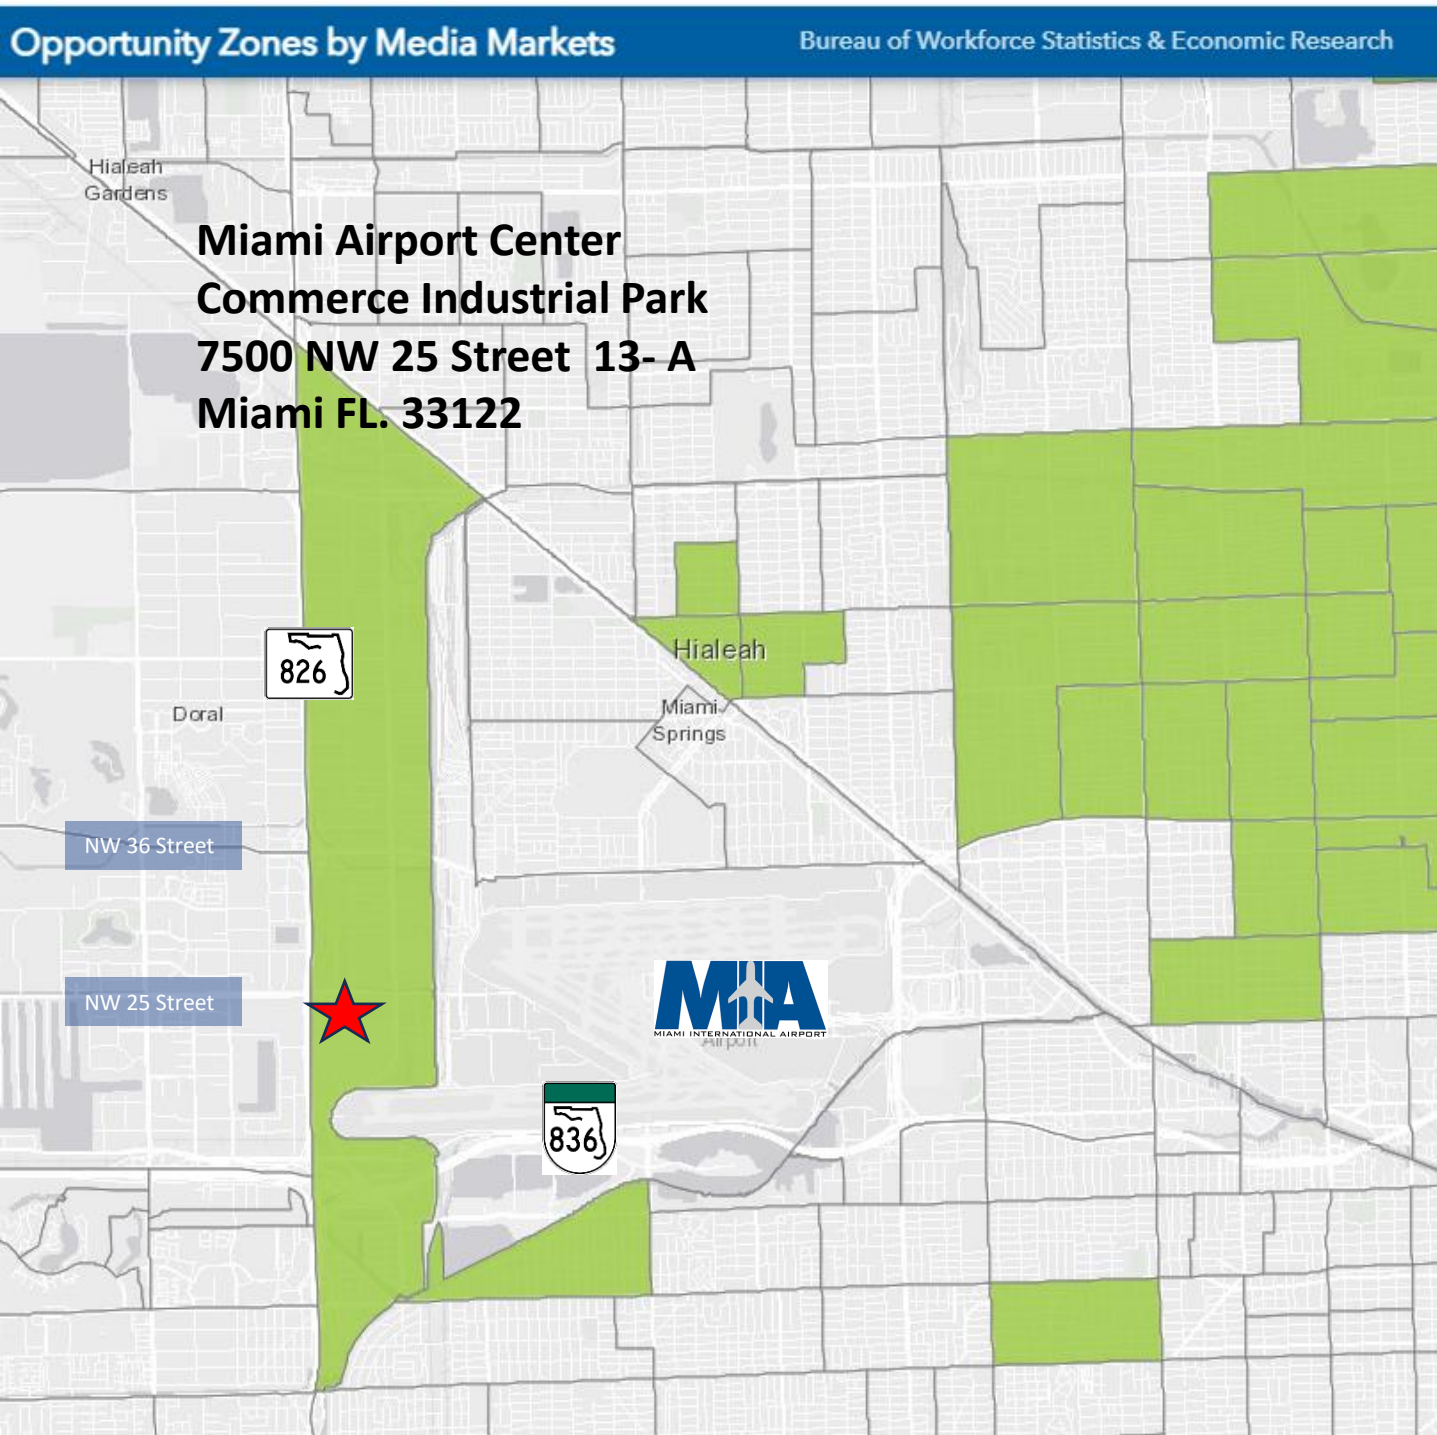 Opportunity Zones by Media Markets
Bureau of Workforce Statistics & Economic Research
Hialeah
Gardens
Miami Airport Center
Commerce Industrial Park
7500 NW 25 Street 13- A
Miami FL. 33122
826
Hialeah
Doral
Miami
Springs
NW 36 Street
NW 25 Street
MIA
MIAMI INTERNATIONAL AIRPORT
Airport
836